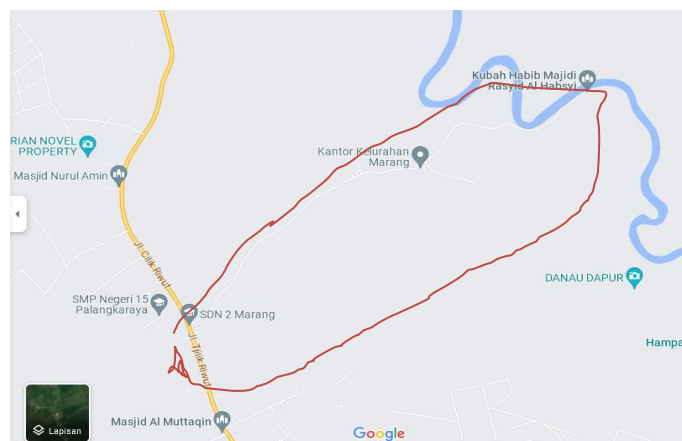 Kubah Habib Majidi
Rasyid Al Habsyi
RIAN NOVEL
PROPERTY
Kantor Kelurahan
Marang
Masjid Nurul Amin
Jl. Cilik Riwut
DANAU DAPUR
SMP Negeri 15
Palangkaraya
SDN 2 Marang
Jl. Tjilik Riwut
Hampa
Masjid Al Muttaqin
Lapisan
Google